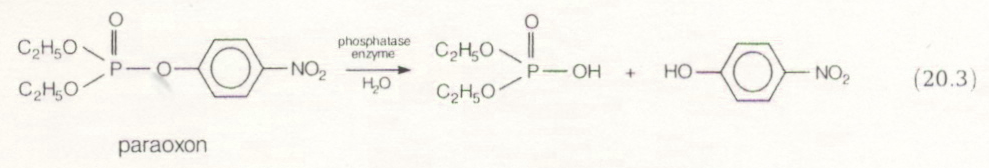 O O
C₂H₅O phosphatase C₂H₅O
enzyme
P O NO₂ P OH + HO NO₂ (20.3)
C₂H₅O H₂O C₂H₅O
paraoxon